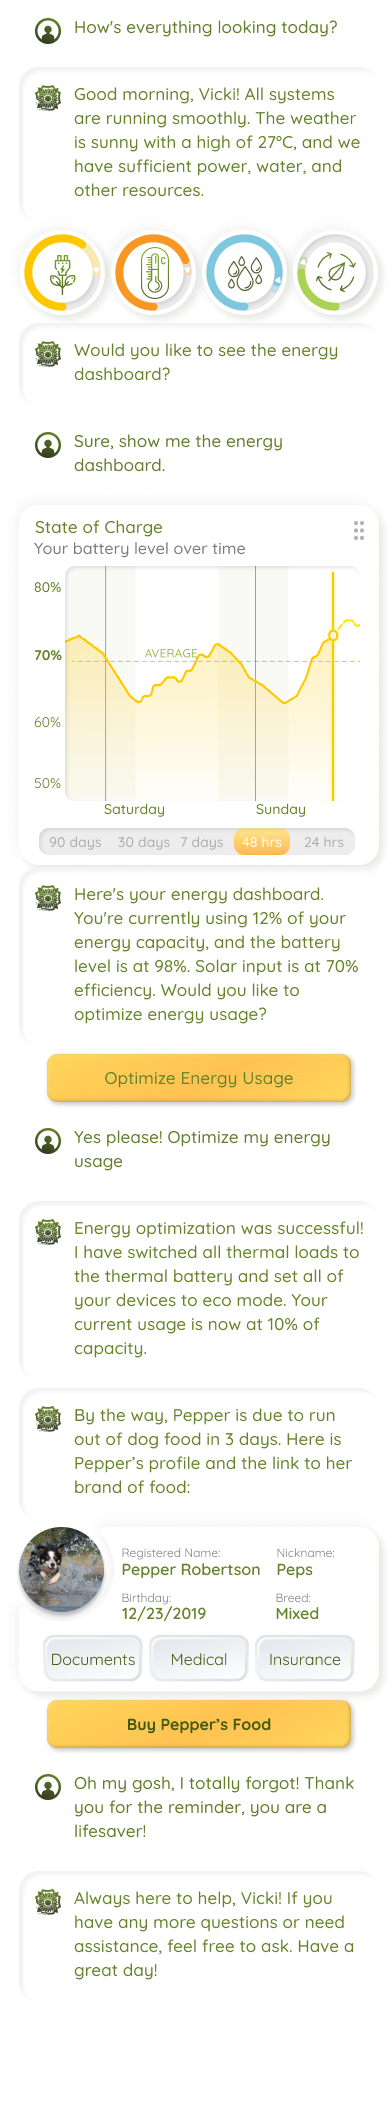 How's everything looking today?
Good morning, Vicki! All systems
are running smoothly. The weather
is sunny with a high of 27°C, and we
have sufficient power, water, and
other resources.
C
Would you like to see the energy
dashboard?
Sure, show me the energy
dashboard.
State of Charge
Your battery level over time
80%
70%
AVERAGE
60%
50%
Saturday Sunday
90 days 30 days 7 days 48 hrs 24 hrs
Here's your energy dashboard.
You're currently using 12% of your
energy capacity, and the battery
level is at 98%. Solar input is at 70%
efficiency. Would you like to
optimize energy usage?
Optimize Energy Usage
Yes please! Optimize my energy
usage
Energy optimization was successful!
I have switched all thermal loads to
the thermal battery and set all of
your devices to eco mode. Your
current usage is now at 10% of
capacity.
By the way, Pepper is due to run
out of dog food in 3 days. Here is
Pepper’s profile and the link to her
brand of food:
Registered Name: Nickname:
Pepper Robertson Peps
Birthday: Breed:
12/23/2019 Mixed
Documents Medical Insurance
Buy Pepper’s Food
Oh my gosh, I totally forgot! Thank
you for the reminder, you are a
lifesaver!
Always here to help, Vicki! If you
have any more questions or need
assistance, feel free to ask. Have a
great day!